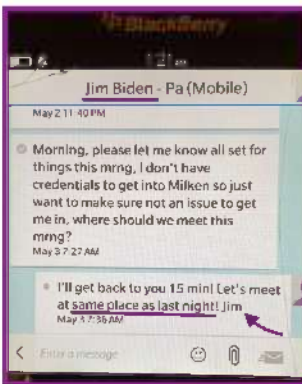 BlackBerry
Jim Biden - Pa (Mobile)
May 2 11:40 PM
Morning, please let me know all set for
things this mrng, I don't have
credentials to get into Milken so just
want to make sure not an issue to get
me in, where should we meet this
mrng?
May 3 7:27 AM
I'll get back to you 15 min! Let's meet
at same place as last night! Jim
May 3 7:36 AM
Enter a message